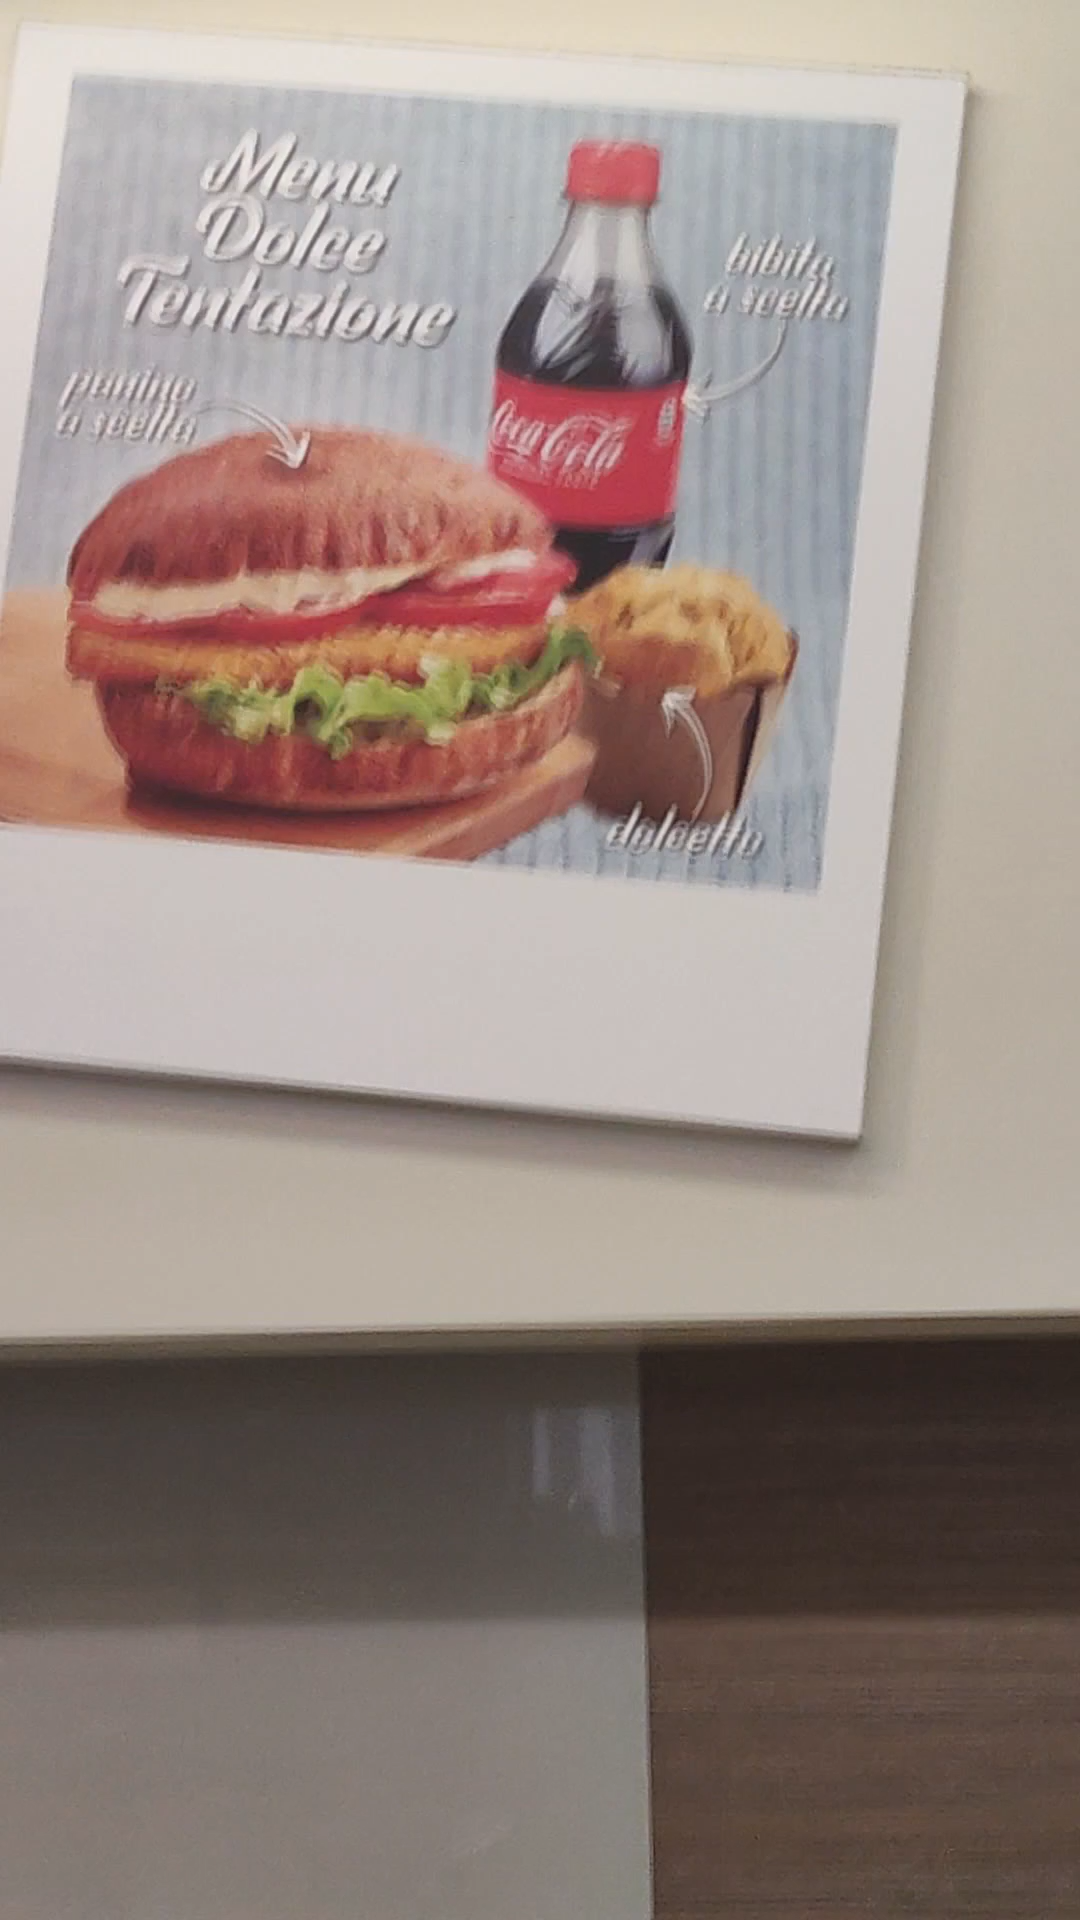 Menu
Dolce
Tentazione
bibita
a scelta
panino
a scelta
Coca-Cola
dolcetto